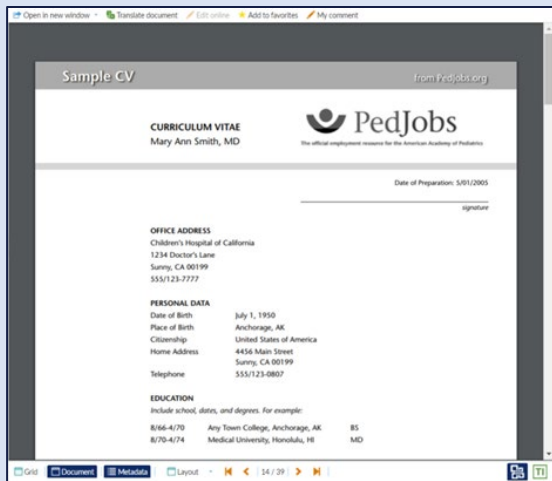 Open in new window Translate document Edit online Add to favorites My comment
Sample CV from PedJobs.org
CURRICULUM VITAE
Mary Ann Smith, MD
PedJobs
The official employment resource for the American Academy of Pediatrics
Date of Preparation: 5/01/2005
signature
OFFICE ADDRESS
Children's Hospital of California
1234 Doctor's Lane
Sunny, CA 00199
555/123-7777
PERSONAL DATA
Date of Birth July 1, 1950
Place of Birth Anchorage, AK
Citizenship United States of America
Home Address 4456 Main Street
Sunny, CA 00199
Telephone 555/123-0807
EDUCATION
Include school, dates, and degrees. For example:
8/66-4/70 Any Town College, Anchorage, AK BS
8/70-4/74 Medical University, Honolulu, HI MD
Grid Document Metadata Layout 14 / 39 TI